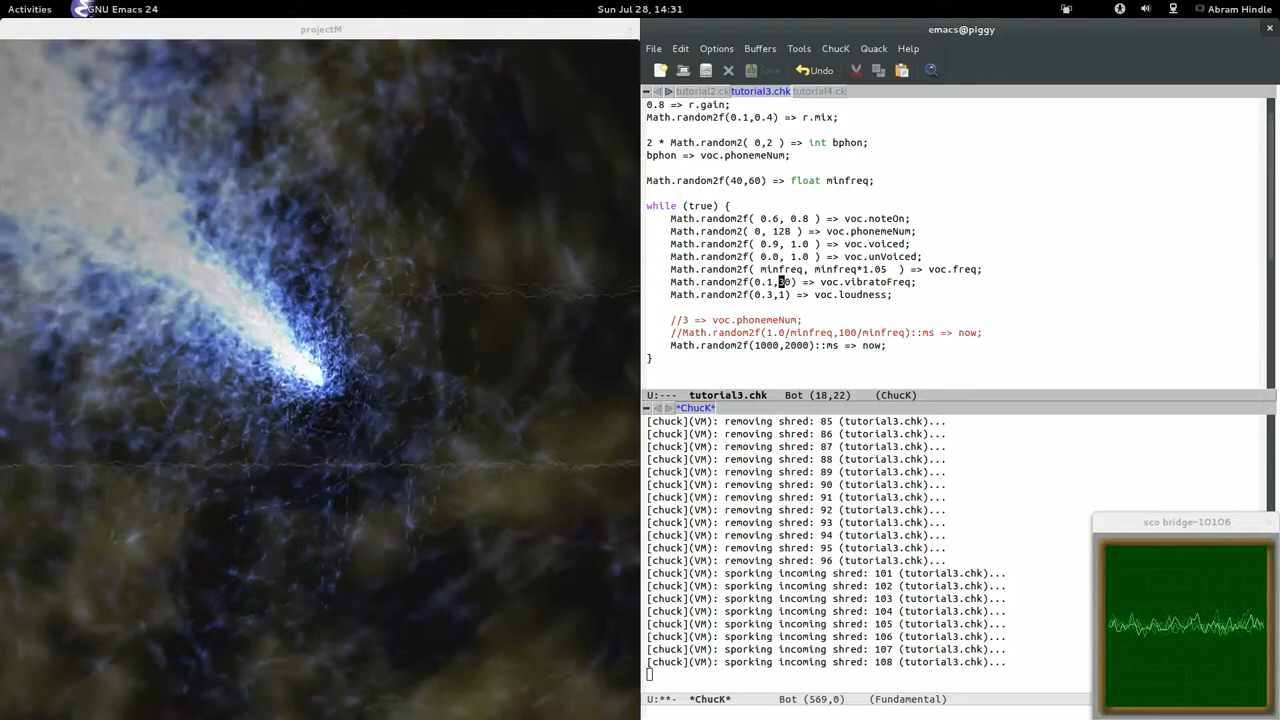 Activities GNU Emacs 24 Sun Jul 28, 14:31 Abram Hindle
projectM
emacs@piggy
File Edit Options Buffers Tools ChucK Quack Help
Save Undo
tutorial2.ck tutorial3.chk tutorial4.ck
0.8 => r.gain;
Math.random2f(0.1,0.4) => r.mix;
2 * Math.random2( 0,2 ) => int bphon;
bphon => voc.phonemeNum;
Math.random2f(40,60) => float minfreq;
while (true) {
Math.random2f( 0.6, 0.8 ) => voc.noteOn;
Math.random2( 0, 128 ) => voc.phonemeNum;
Math.random2f( 0.9, 1.0 ) => voc.voiced;
Math.random2f( 0.0, 1.0 ) => voc.unVoiced;
Math.random2f( minfreq, minfreq*1.05  ) => voc.freq;
Math.random2f(0.1,30) => voc.vibratoFreq;
Math.random2f(0.3,1) => voc.loudness;
//3 => voc.phonemeNum;
//Math.random2f(1.0/minfreq,100/minfreq)::ms => now;
Math.random2f(1000,2000)::ms => now;
}
U:--- tutorial3.chk Bot (18,22) (ChucK)
*ChucK*
[chuck](VM): removing shred: 85 (tutorial3.chk)...
[chuck](VM): removing shred: 86 (tutorial3.chk)...
[chuck](VM): removing shred: 87 (tutorial3.chk)...
[chuck](VM): removing shred: 88 (tutorial3.chk)...
[chuck](VM): removing shred: 89 (tutorial3.chk)...
[chuck](VM): removing shred: 90 (tutorial3.chk)...
[chuck](VM): removing shred: 91 (tutorial3.chk)...
[chuck](VM): removing shred: 92 (tutorial3.chk)...
[chuck](VM): removing shred: 93 (tutorial3.chk)...
[chuck](VM): removing shred: 94 (tutorial3.chk)...
[chuck](VM): removing shred: 95 (tutorial3.chk)...
[chuck](VM): removing shred: 96 (tutorial3.chk)...
[chuck](VM): sporking incoming shred: 101 (tutorial3.chk)...
[chuck](VM): sporking incoming shred: 102 (tutorial3.chk)...
[chuck](VM): sporking incoming shred: 103 (tutorial3.chk)...
[chuck](VM): sporking incoming shred: 104 (tutorial3.chk)...
[chuck](VM): sporking incoming shred: 105 (tutorial3.chk)...
[chuck](VM): sporking incoming shred: 106 (tutorial3.chk)...
[chuck](VM): sporking incoming shred: 107 (tutorial3.chk)...
[chuck](VM): sporking incoming shred: 108 (tutorial3.chk)...
sco bridge-10106
U:**- *ChucK* Bot (569,0) (Fundamental)